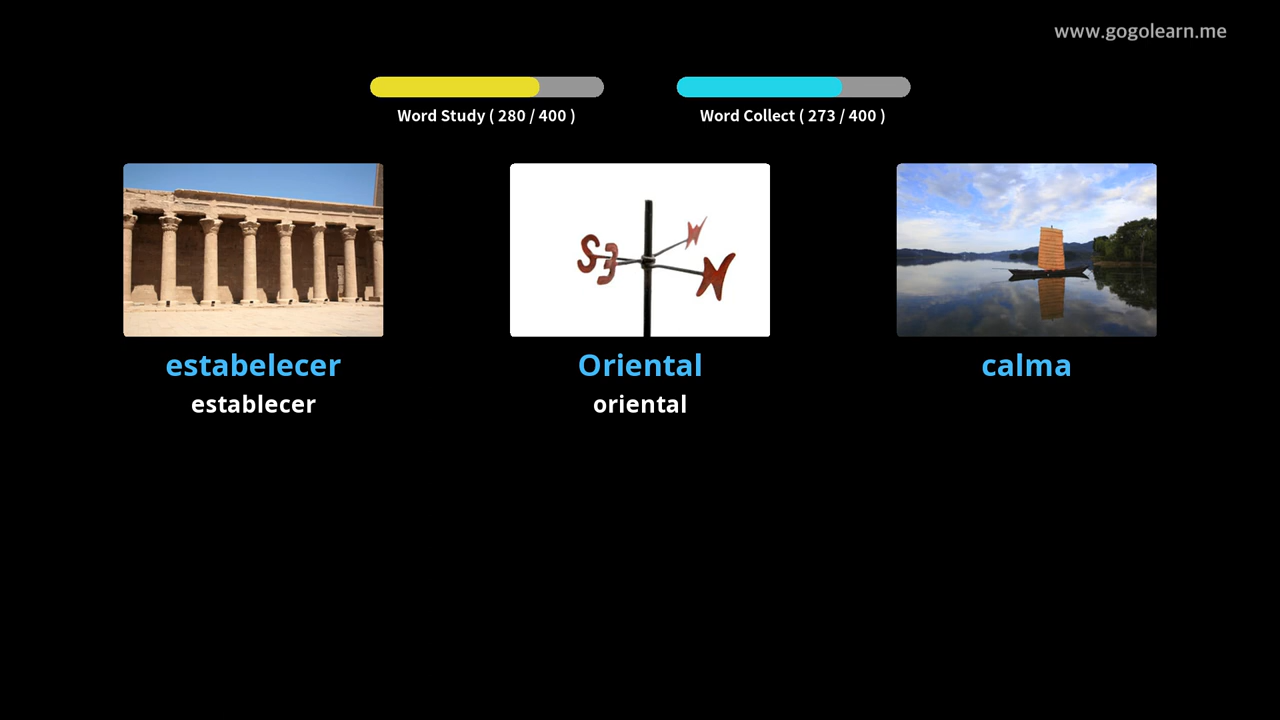 www.gogolearn.me
Word Study ( 280 / 400 )
Word Collect ( 273 / 400 )
S E N N
estabelecer
Oriental
calma
establecer
oriental